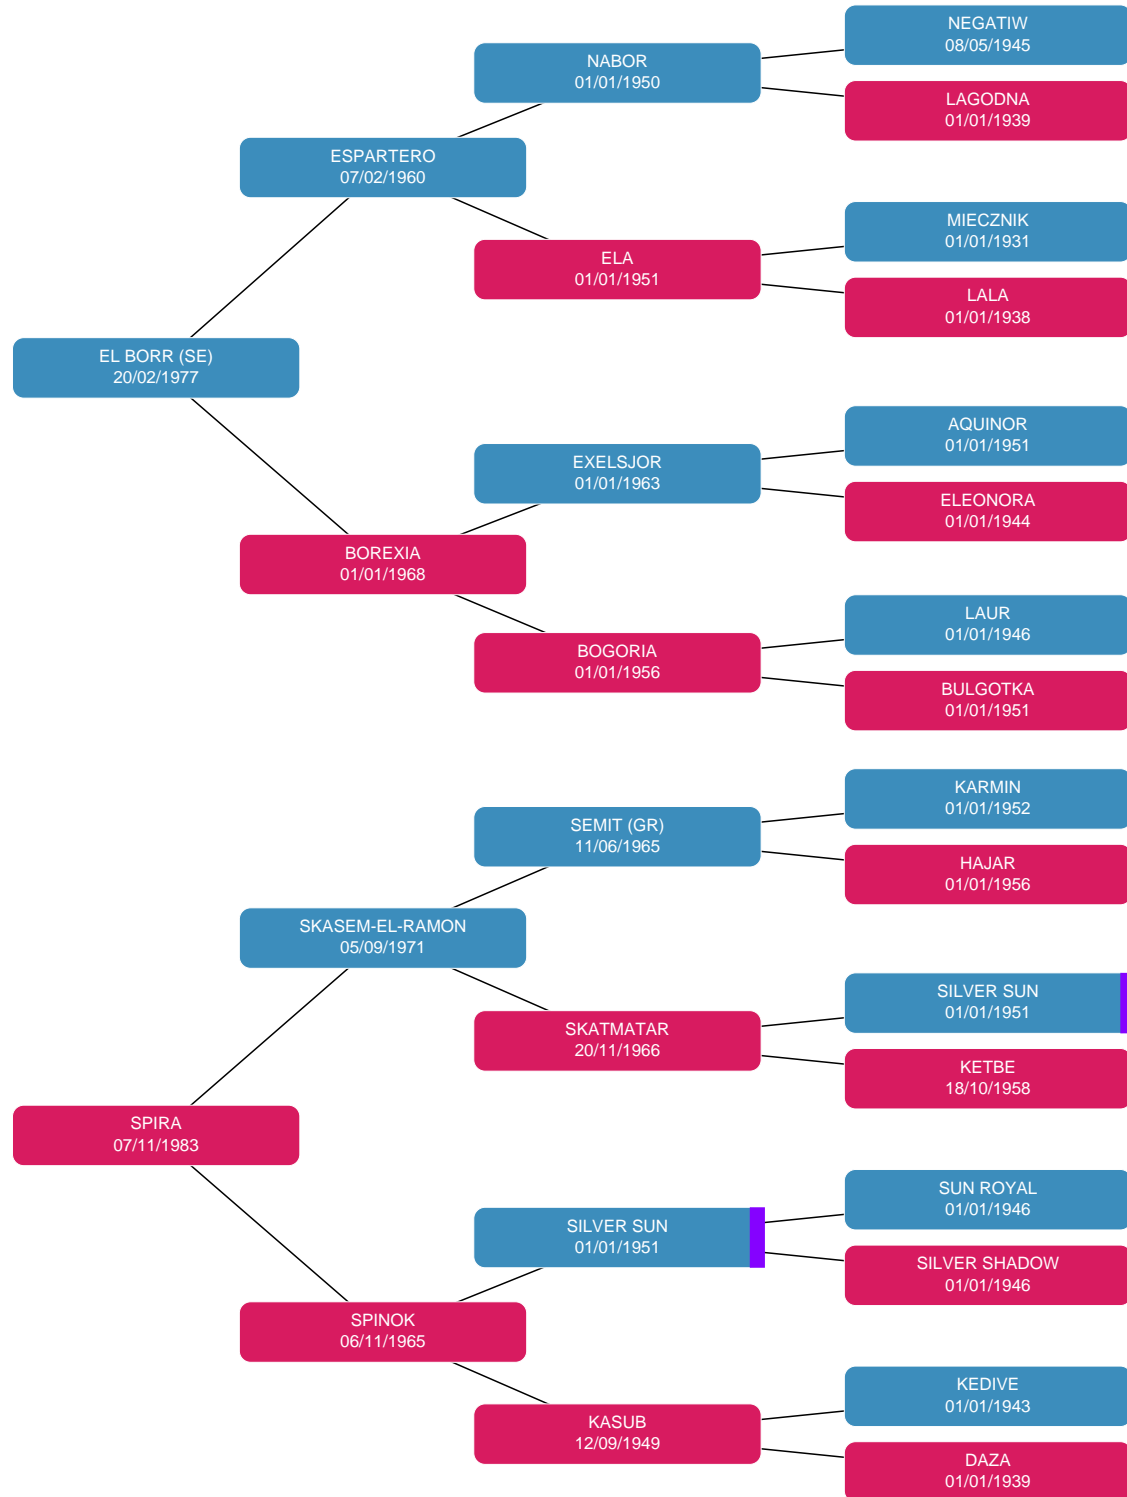 NEGATIW
08/05/1945
NABOR
01/01/1950
LAGODNA
01/01/1939
ESPARTERO
07/02/1960
MIECZNIK
01/01/1931
ELA
01/01/1951
LALA
01/01/1938
EL BORR (SE)
20/02/1977
AQUINOR
01/01/1951
EXELSJOR
01/01/1963
ELEONORA
01/01/1944
BOREXIA
01/01/1968
LAUR
01/01/1946
BOGORIA
01/01/1956
BULGOTKA
01/01/1951
KARMIN
01/01/1952
SEMIT (GR)
11/06/1965
HAJAR
01/01/1956
SKASEM-EL-RAMON
05/09/1971
SILVER SUN
01/01/1951
SKATMATAR
20/11/1966
KETBE
18/10/1958
SPIRA
07/11/1983
SUN ROYAL
01/01/1946
SILVER SUN
01/01/1951
SILVER SHADOW
01/01/1946
SPINOK
06/11/1965
KEDIVE
01/01/1943
KASUB
12/09/1949
DAZA
01/01/1939